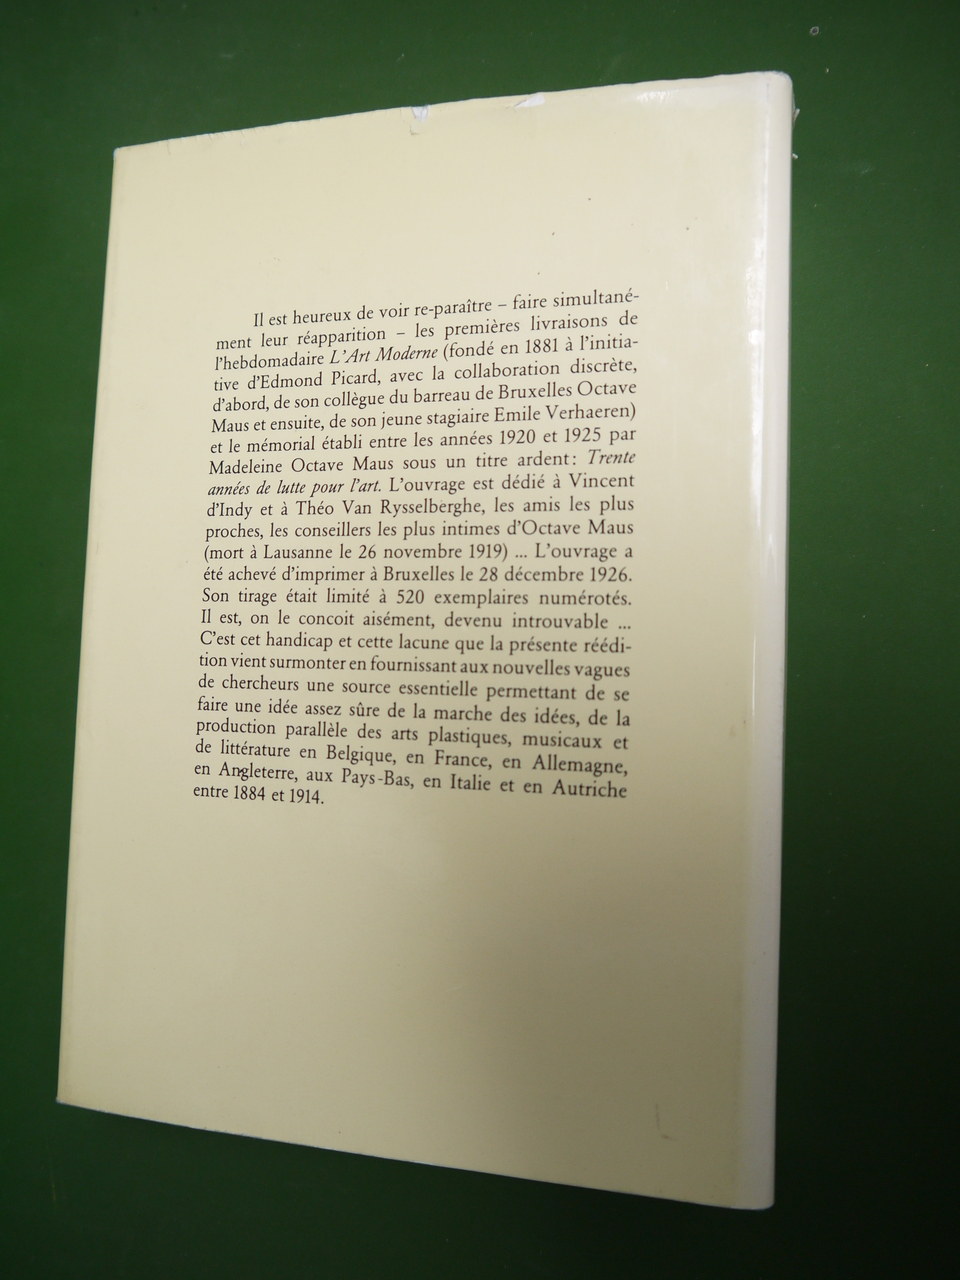 Il est heureux de voir re-paraître – faire simultané-
ment leur réapparition – les premières livraisons de
l'hebdomadaire L'Art Moderne (fondé en 1881 à l'initia-
tive d'Edmond Picard, avec la collaboration discrète,
d'abord, de son collègue du barreau de Bruxelles Octave
Maus et ensuite, de son jeune stagiaire Emile Verhaeren)
et le mémorial établi entre les années 1920 et 1925 par
Madeleine Octave Maus sous un titre ardent: Trente
années de lutte pour l'art. L'ouvrage est dédié à Vincent
d'Indy et à Théo Van Rysselberghe, les amis les plus
proches, les conseillers les plus intimes d'Octave Maus
(mort à Lausanne le 26 novembre 1919) ... L'ouvrage a
été achevé d'imprimer à Bruxelles le 28 décembre 1926.
Son tirage était limité à 520 exemplaires numérotés.
Il est, on le concoit aisément, devenu introuvable ...
C'est cet handicap et cette lacune que la présente réédi-
tion vient surmonter en fournissant aux nouvelles vagues
de chercheurs une source essentielle permettant de se
faire une idée assez sûre de la marche des idées, de la
production parallèle des arts plastiques, musicaux et
de littérature en Belgique, en France, en Allemagne,
en Angleterre, aux Pays-Bas, en Italie et en Autriche
entre 1884 et 1914.